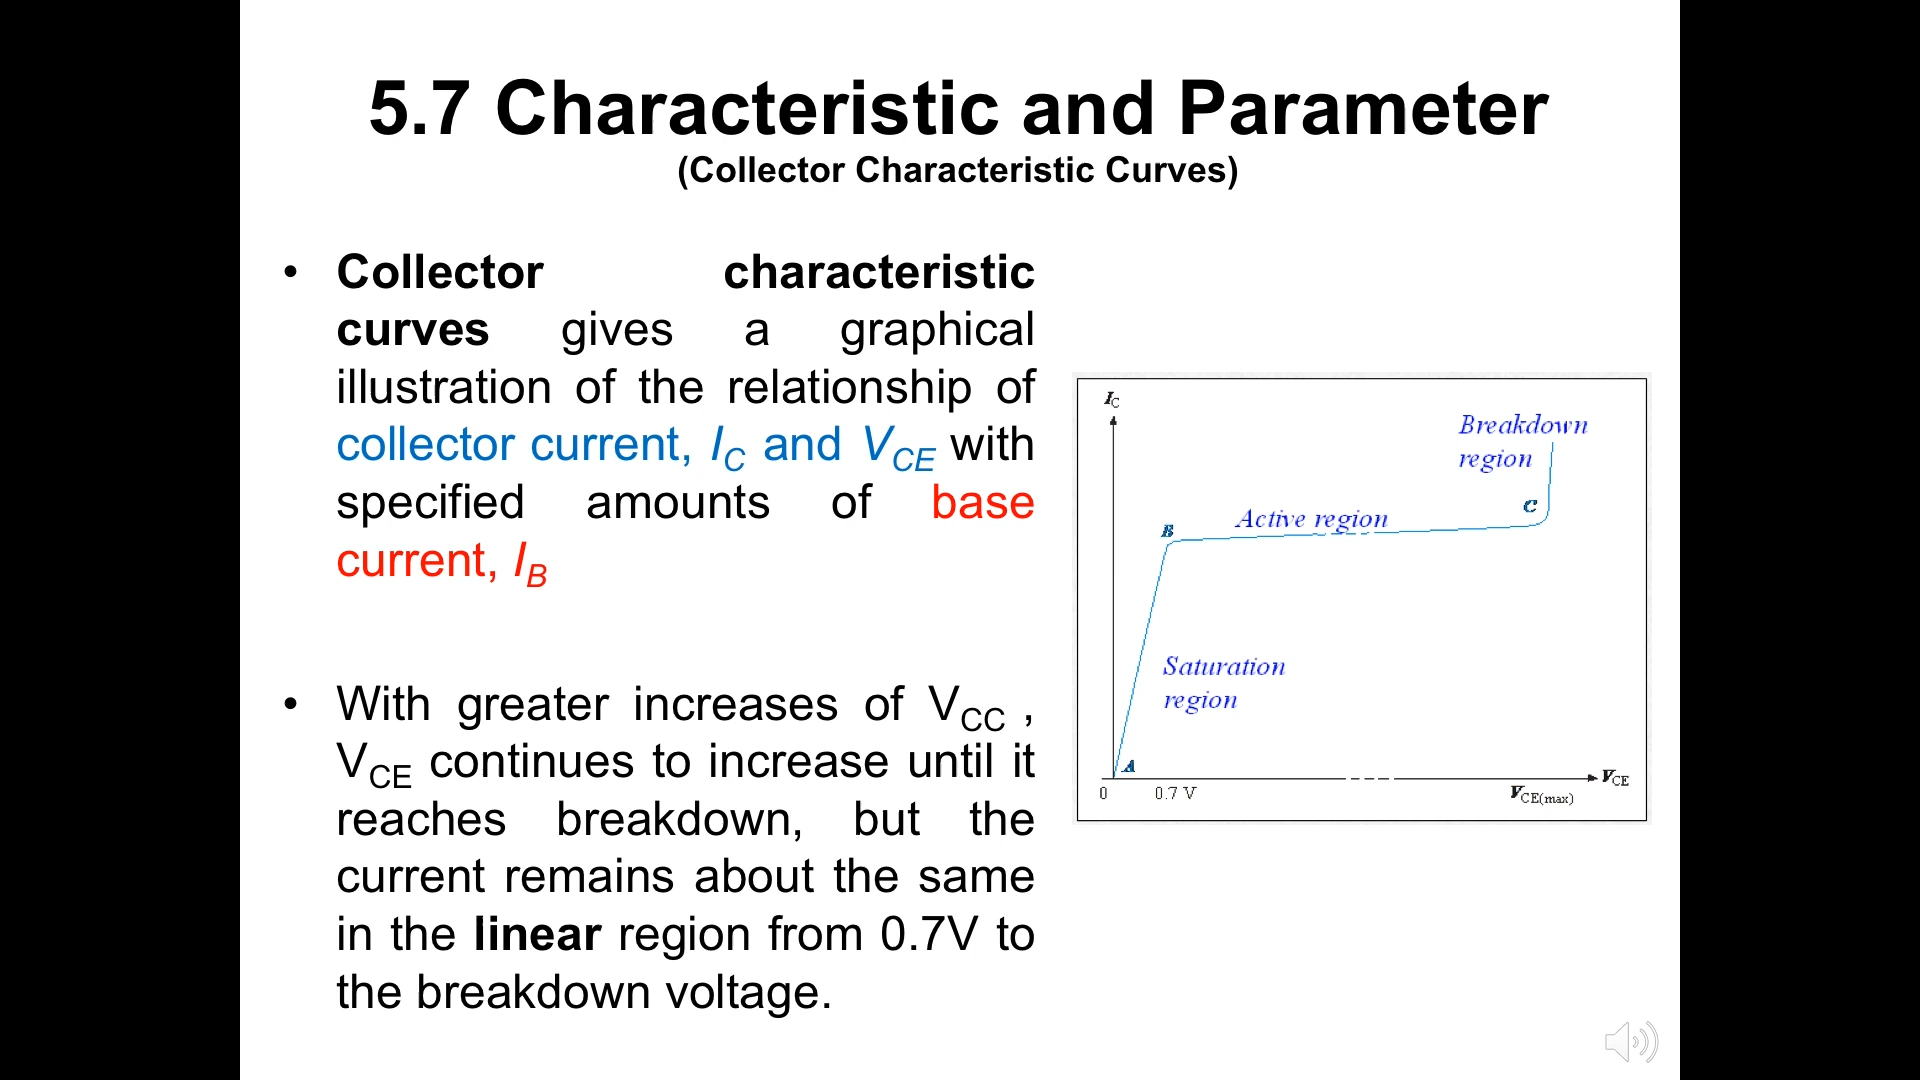 5.7 Characteristic and Parameter
(Collector Characteristic Curves)
• Collector characteristic
curves gives a graphical
illustration of the relationship of
collector current, I_C and V_CE with
specified amounts of base
current, I_B
• With greater increases of V_CC ,
V_CE continues to increase until it
reaches breakdown, but the
current remains about the same
in the linear region from 0.7V to
the breakdown voltage.
I_C
Breakdown
region
C
B
Active region
Saturation
region
A
0
0.7 V
V_CE(max)
V_CE